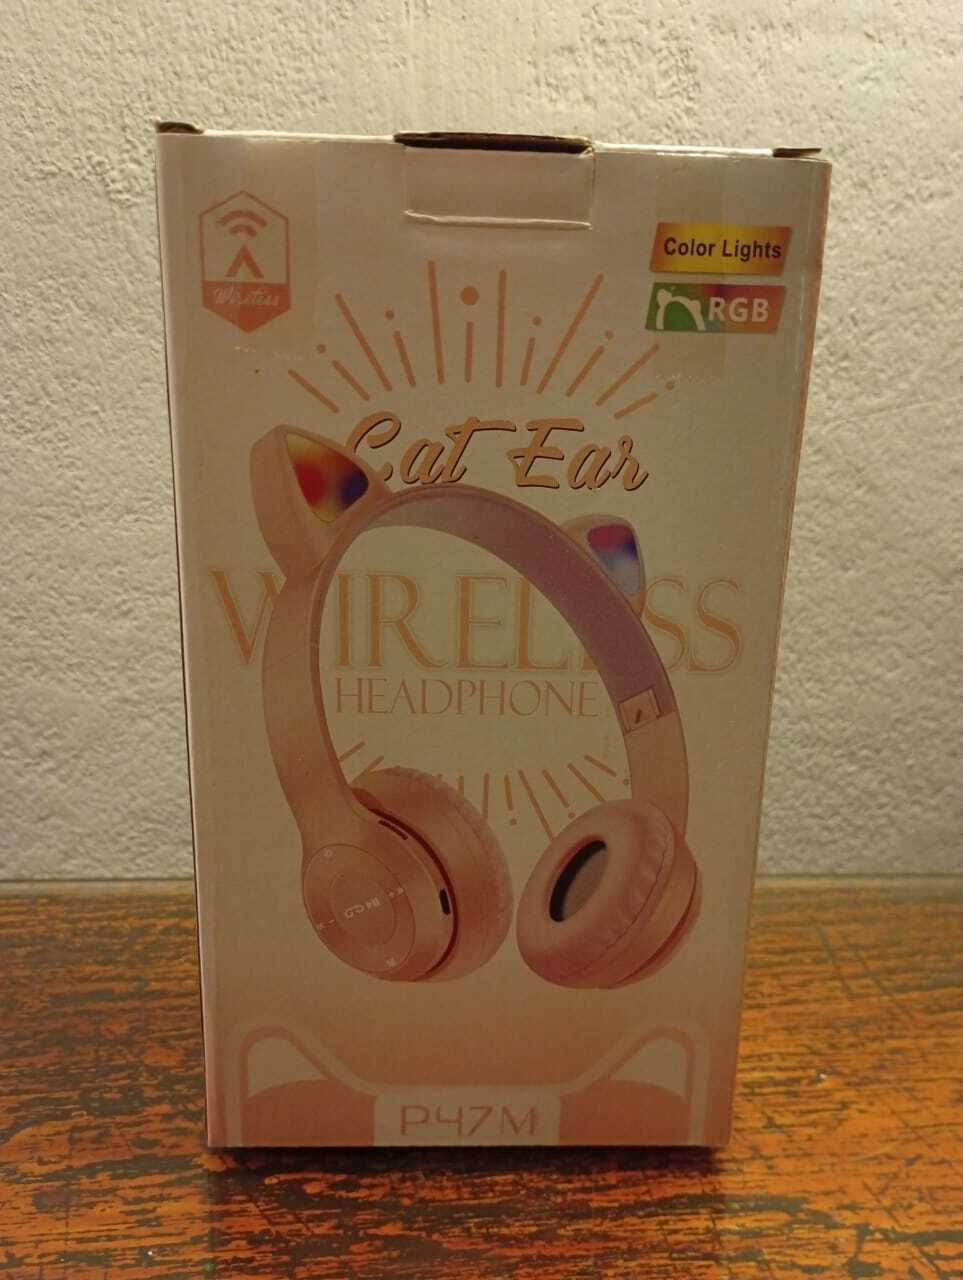 Wireless
Color Lights
RGB
Cat Ear
WIRELESS
HEADPHONE
P47M